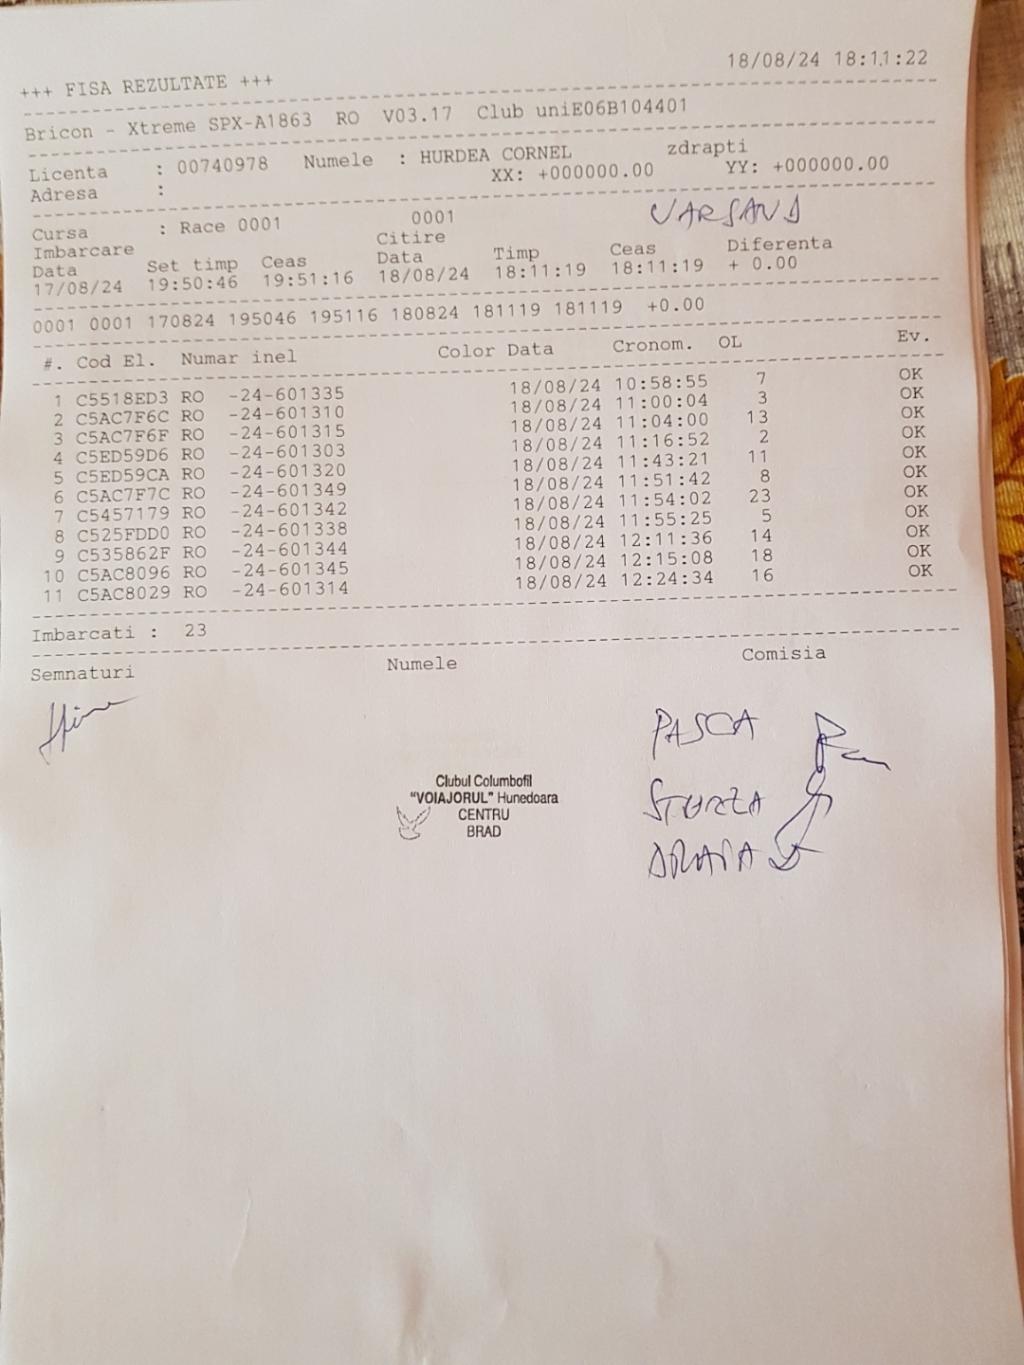 18/08/24 18:11:22
+++ FISA REZULTATE +++
Bricon - Xtreme SPX-A1863 RO V03.17 Club uniE06B104401
Licenta : 00740978 Numele : HURDEA CORNEL zdrapti
Adresa : XX: +000000.00 YY: +000000.00
Cursa : Race 0001 0001 VARSAND
Imbarcare Citire
Data Set timp Ceas Data Timp Ceas Diferenta
17/08/24 19:50:46 19:51:16 18/08/24 18:11:19 18:11:19 + 0.00
0001 0001 170824 195046 195116 180824 181119 181119 +0.00
#. Cod El. Numar inel Color Data Cronom. OL Ev.
1 C5518ED3 RO -24-601335 18/08/24 10:58:55 7 OK
2 C5AC7F6C RO -24-601310 18/08/24 11:00:04 3 OK
3 C5AC7F6F RO -24-601315 18/08/24 11:04:00 13 OK
4 C5ED59D6 RO -24-601303 18/08/24 11:16:52 2 OK
5 C5ED59CA RO -24-601320 18/08/24 11:43:21 11 OK
6 C5AC7F7C RO -24-601349 18/08/24 11:51:42 8 OK
7 C5457179 RO -24-601342 18/08/24 11:54:02 23 OK
8 C525FDD0 RO -24-601338 18/08/24 11:55:25 5 OK
9 C535862F RO -24-601344 18/08/24 12:11:36 14 OK
10 C5AC8096 RO -24-601345 18/08/24 12:15:08 18 OK
11 C5AC8029 RO -24-601314 18/08/24 12:24:34 16 OK
Imbarcati : 23
Semnaturi Numele Comisia
PASCA
STURZA
Clubul Columbofil
"VOIAJORUL" Hunedoara
CENTRU
BRAD